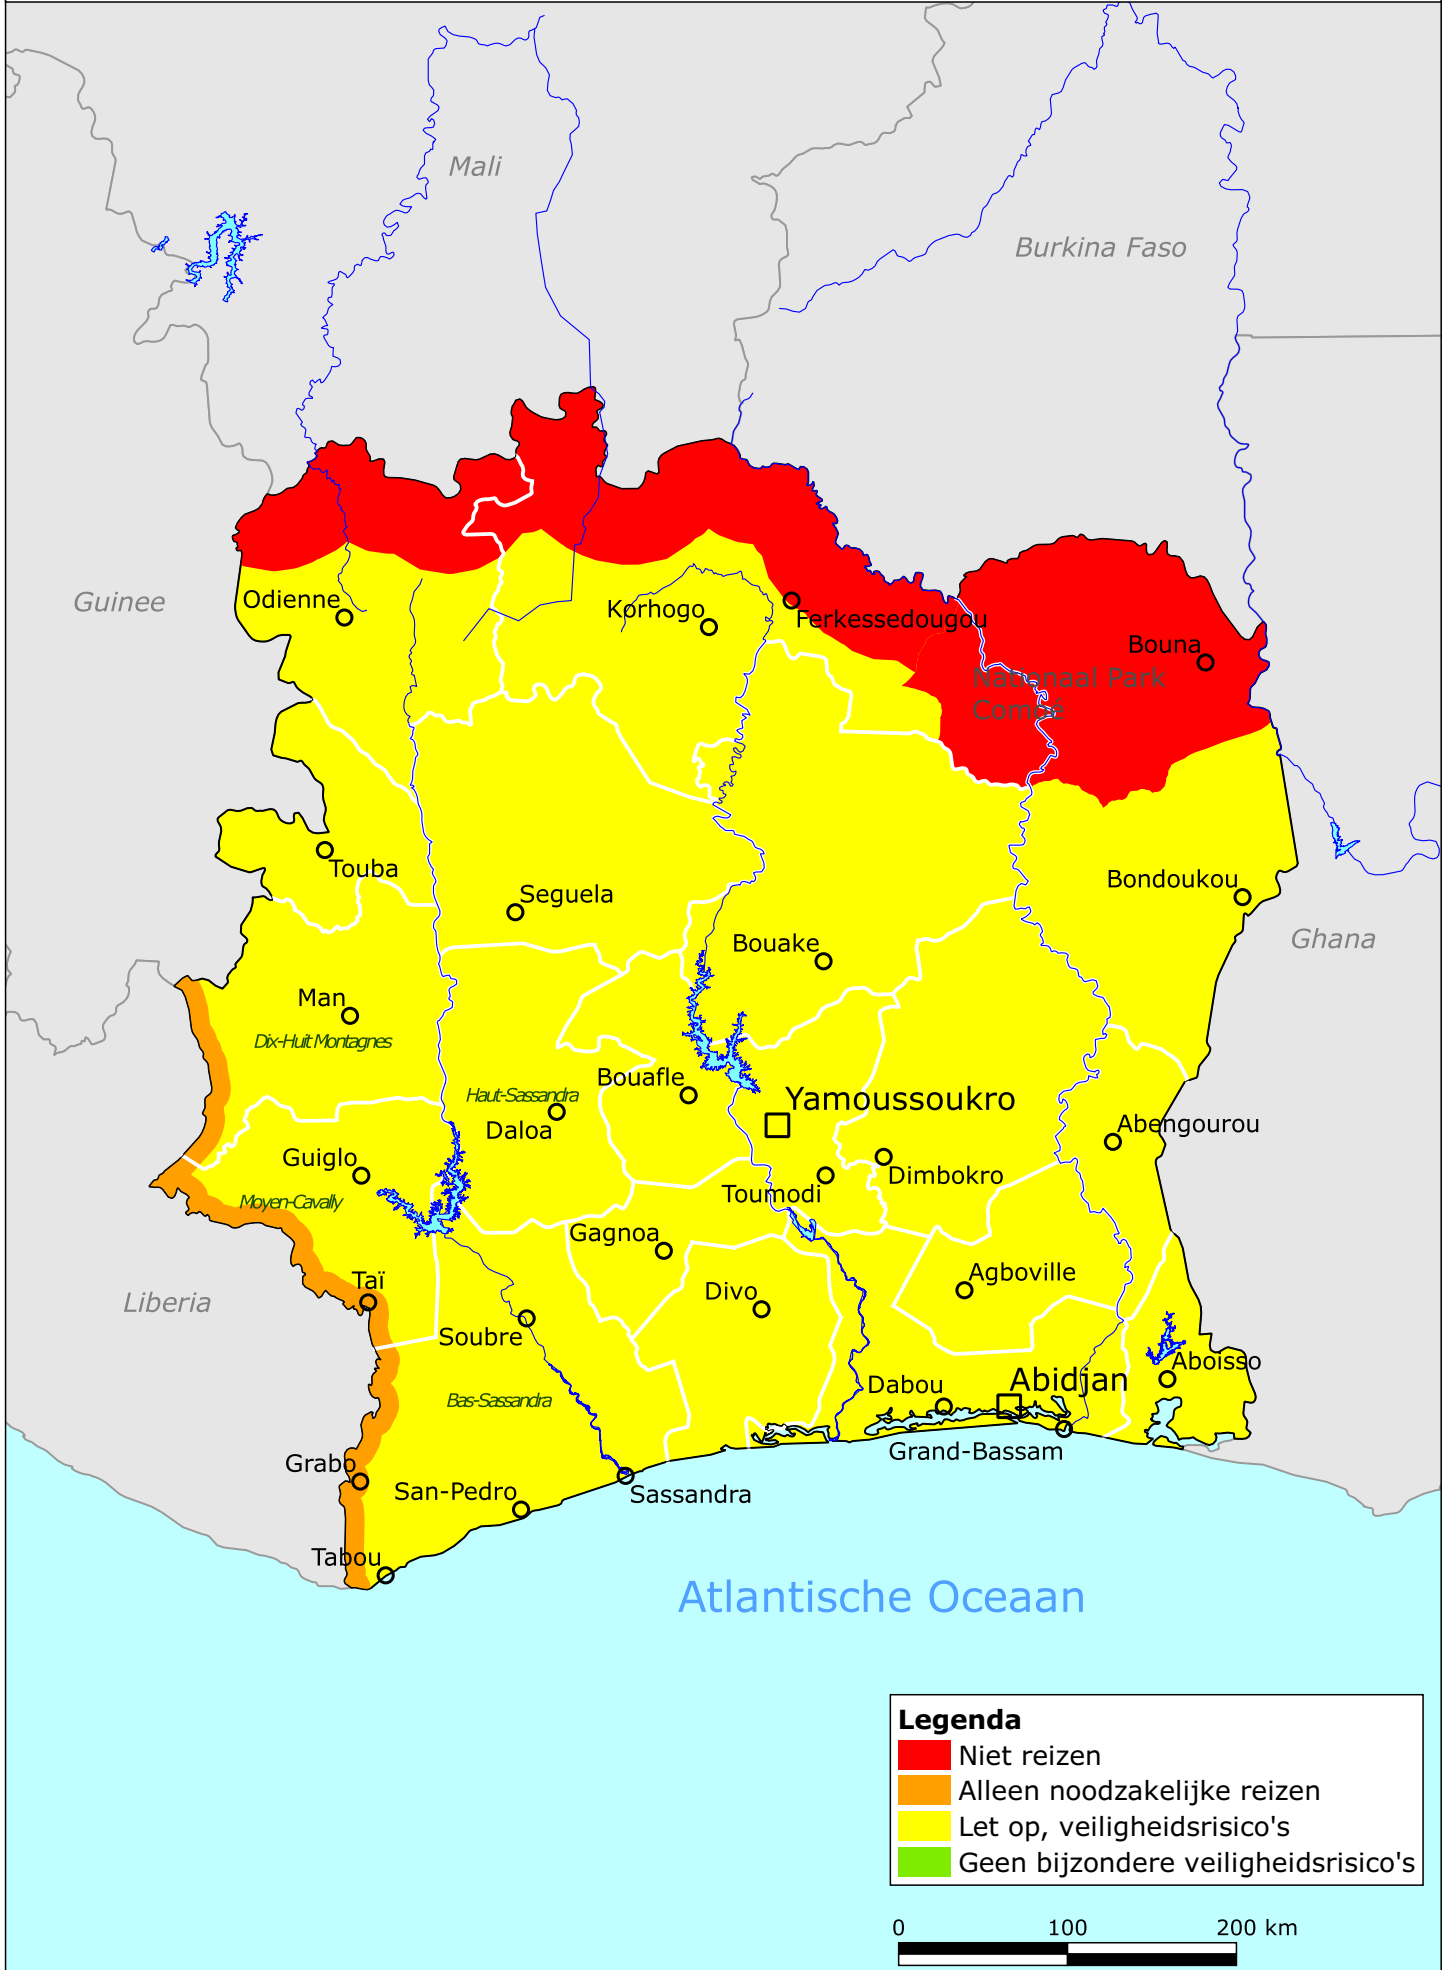 Mali
Burkina Faso
Guinee
Odienne
Korhogo
Ferkessedougou
Bouna
Nationaal Park
Comoé
Touba
Seguela
Bondoukou
Bouake
Ghana
Man
Dix-Huit Montagnes
Bouafle
Haut-Sassandra
Daloa
Yamoussoukro
Abengourou
Guiglo
Dimbokro
Toumodi
Moyen-Cavally
Gagnoa
Taï
Agboville
Divo
Liberia
Soubre
Aboisso
Abidjan
Dabou
Bas-Sassandra
Grand-Bassam
Grabo
San-Pedro
Sassandra
Tabou
Atlantische Oceaan
Legenda
Niet reizen
Alleen noodzakelijke reizen
Let op, veiligheidsrisico's
Geen bijzondere veiligheidsrisico's
0 100 200 km